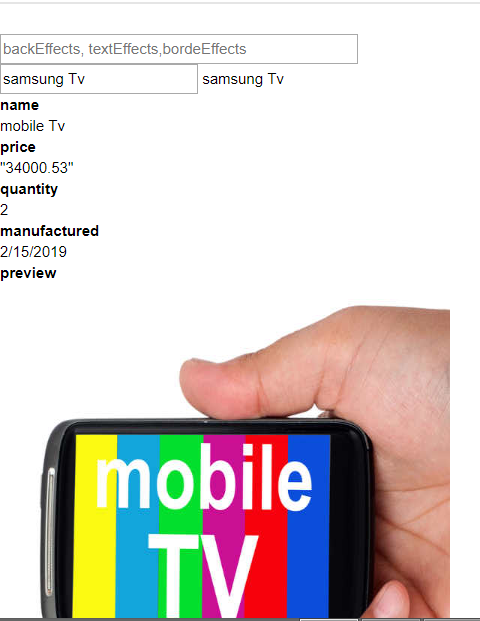 backEffects, textEffects,bordeEffects
samsung Tv samsung Tv
name
mobile Tv
price
"34000.53"
quantity
2
manufactured
2/15/2019
preview
mobile
TV